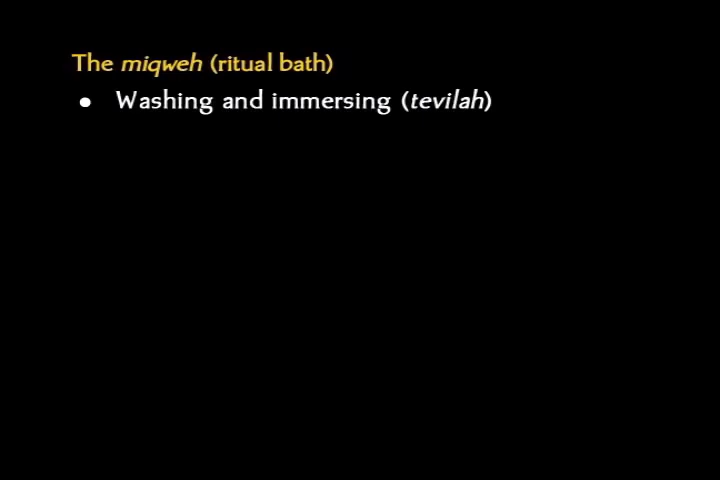 The miqweh (ritual bath)
● Washing and immersing (tevilah)